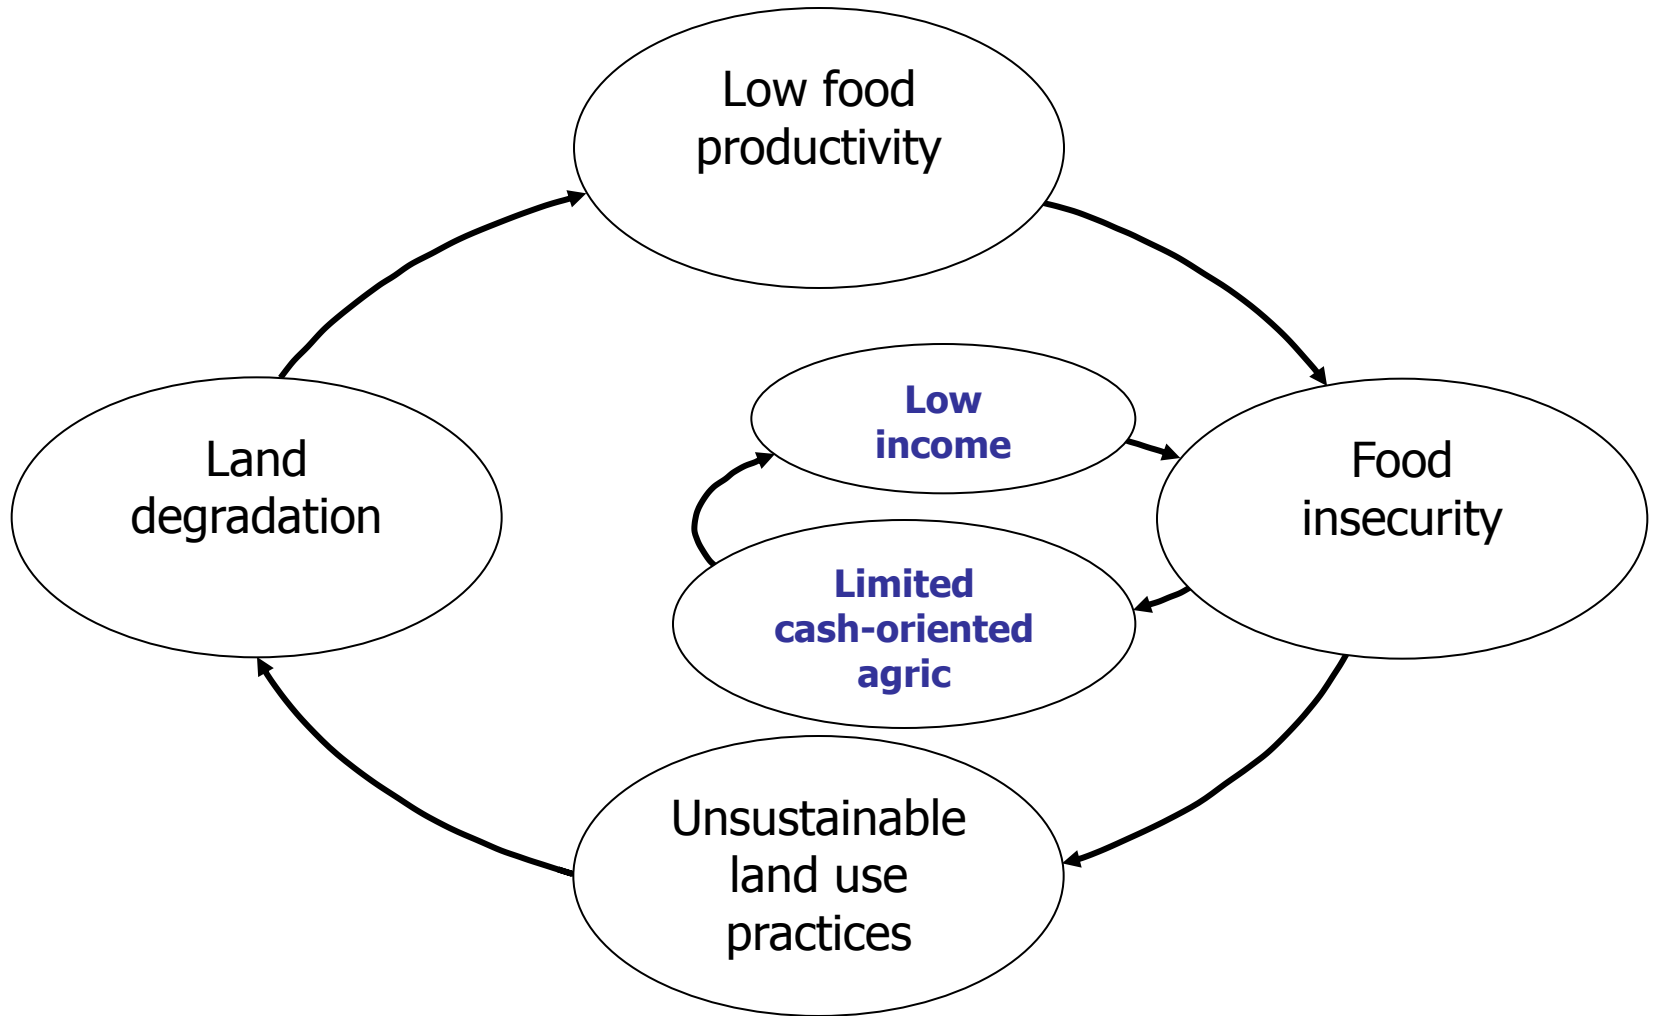 Low food
productivity
Low
income
Land
degradation
Food
insecurity
Limited
cash-oriented
agric
Unsustainable
land use
practices